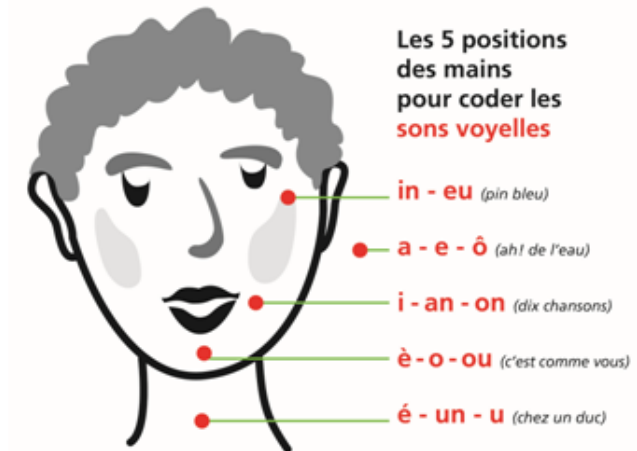 Les 5 positions
des mains
pour coder les
sons voyelles
in - eu (pin bleu)
a - e - ô (ah! de l'eau)
i - an - on (dix chansons)
è - o - ou (c'est comme vous)
é - un - u (chez un duc)